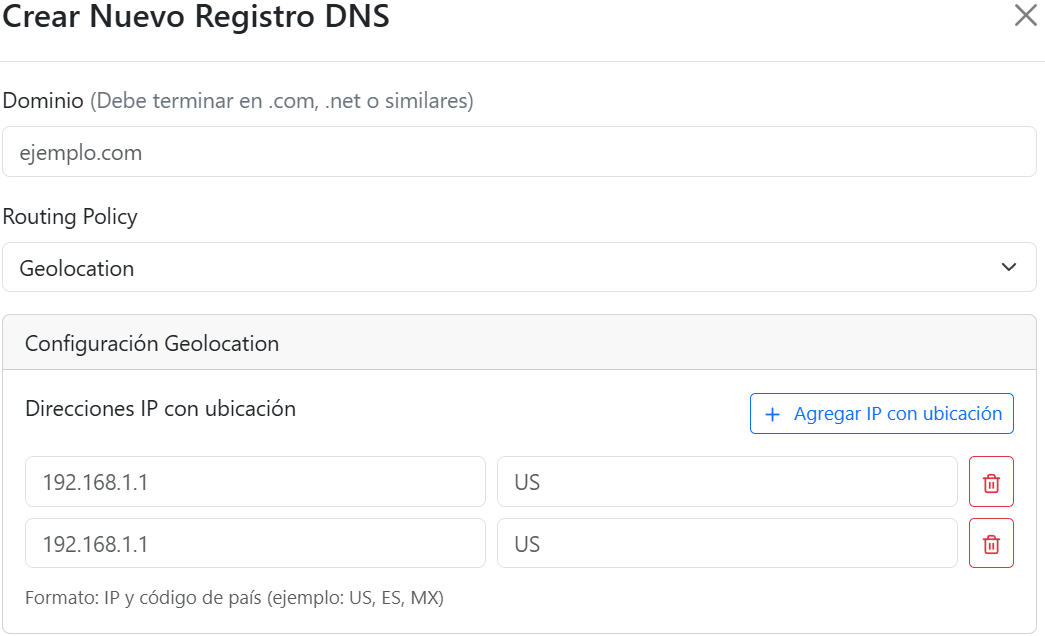 Crear Nuevo Registro DNS
Dominio (Debe terminar en .com, .net o similares)
ejemplo.com
Routing Policy
Geolocation
Configuración Geolocation
Direcciones IP con ubicación
+ Agregar IP con ubicación
192.168.1.1 US
192.168.1.1 US
Formato: IP y código de país (ejemplo: US, ES, MX)